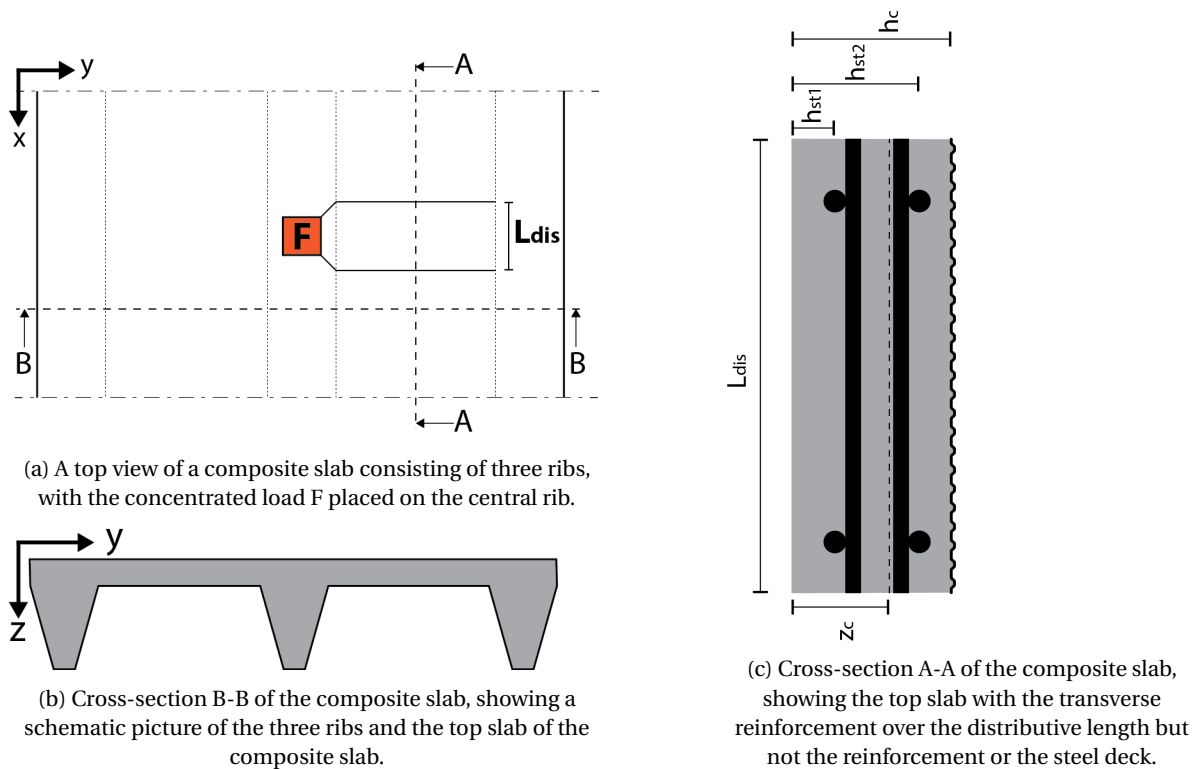 y
x
A
F
Ldis
B
B
A
(a) A top view of a composite slab consisting of three ribs,
with the concentrated load F placed on the central rib.
y
z
(b) Cross-section B-B of the composite slab, showing a
schematic picture of the three ribs and the top slab of the
composite slab.
hc
hst2
hst1
Ldis
zc
(c) Cross-section A-A of the composite slab,
showing the top slab with the transverse
reinforcement over the distributive length but
not the reinforcement or the steel deck.